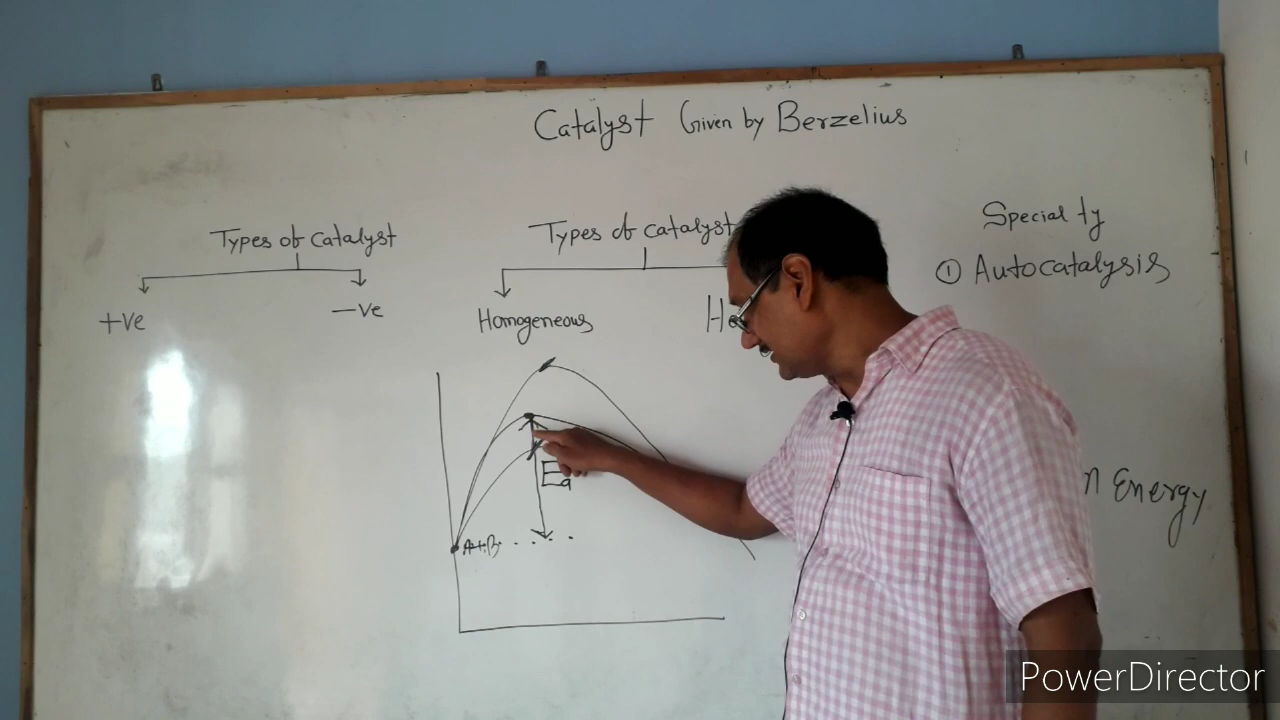 Catalyst Given by Berzelius
Types of Catalyst
+Ve
-Ve
Types of Catalyst
Homogeneous
He
Special ty
① Autocatalysis
Ea
A+B
n Energy
PowerDirector